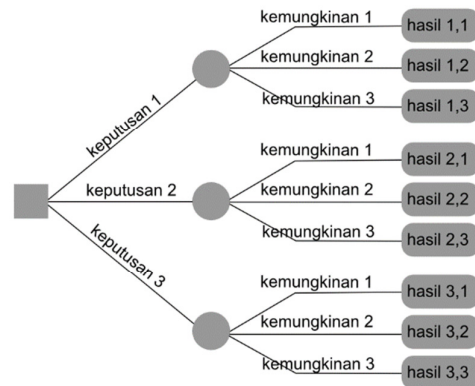 kemungkinan 1
hasil 1,1
kemungkinan 2
hasil 1,2
kemungkinan 3
hasil 1,3
keputusan 1
kemungkinan 1
hasil 2,1
keputusan 2
kemungkinan 2
hasil 2,2
kemungkinan 3
hasil 2,3
keputusan 3
kemungkinan 1
hasil 3,1
kemungkinan 2
hasil 3,2
kemungkinan 3
hasil 3,3